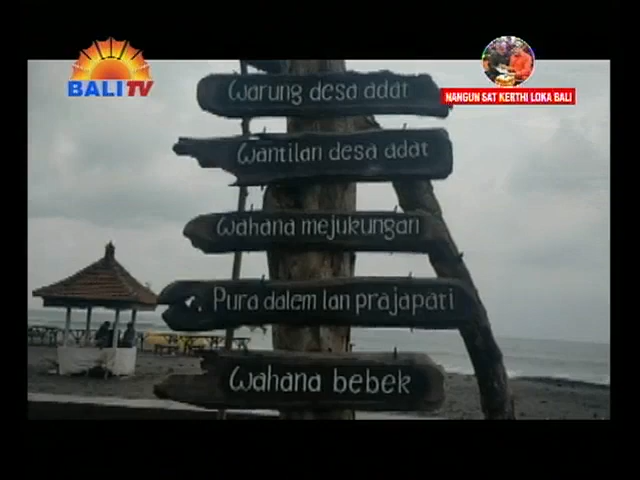 BALI TV
NANGUN SAT KERTHI LOKA BALI
Warung desa adat
Wantilan desa adat
Wahana mejukungan
Pura dalem lan prajapati
Wahana bebek